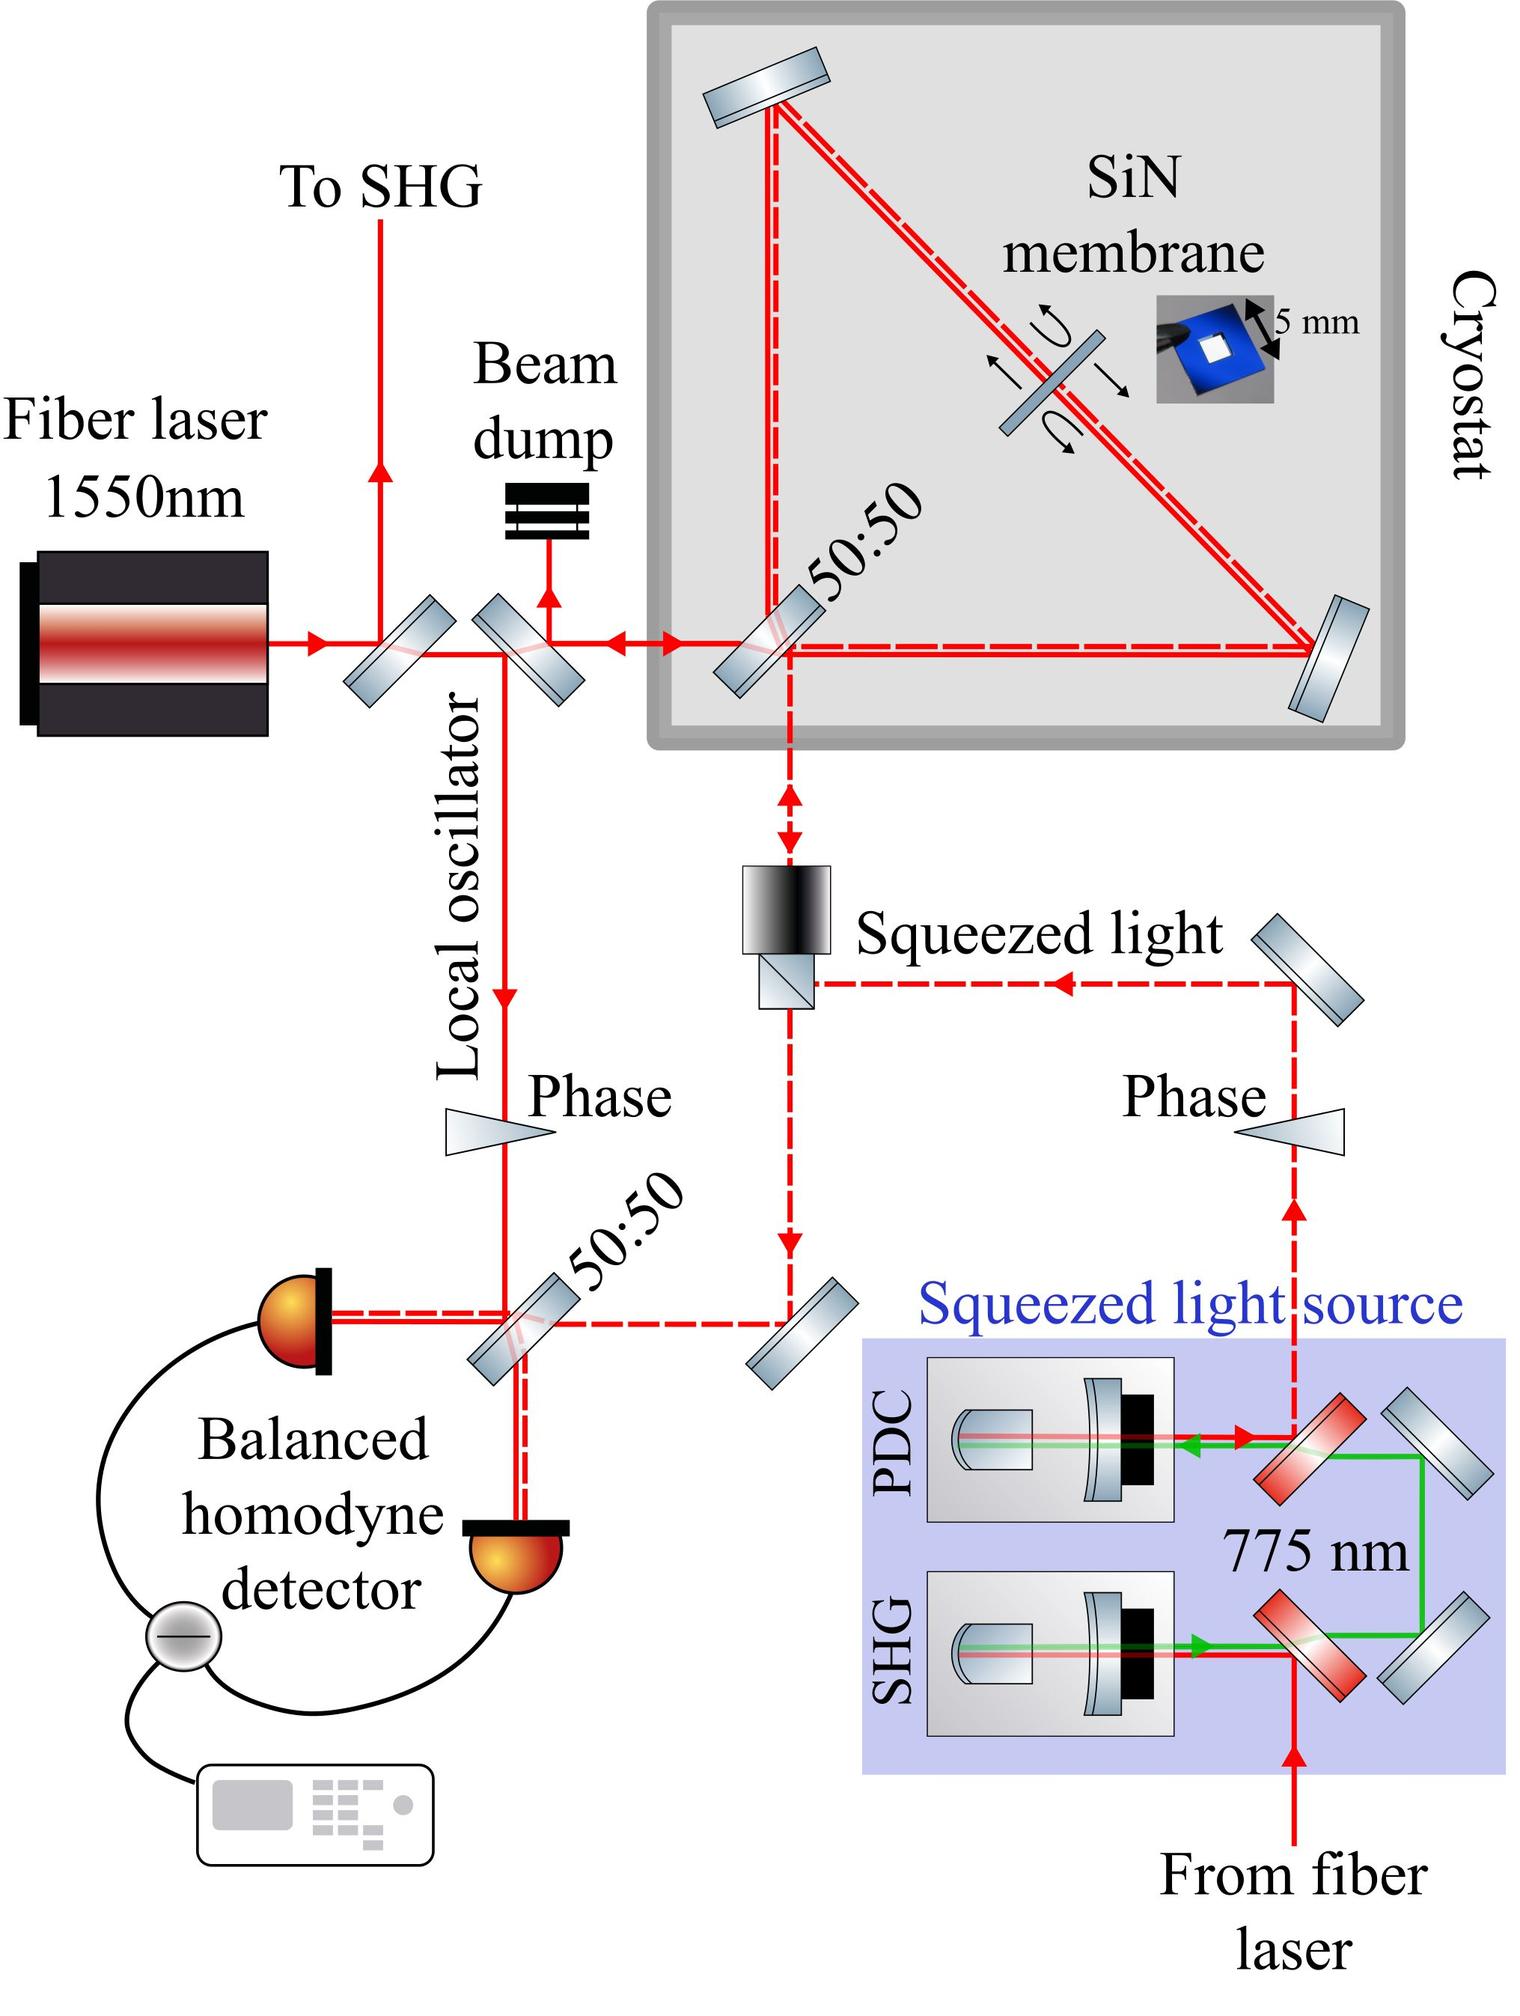 To SHG
SiN
membrane
5 mm
Cryostat
Beam
dump
Fiber laser
1550nm
50:50
Local oscillator
Squeezed light
Phase
Phase
50:50
Squeezed light source
PDC
775 nm
SHG
Balanced
homodyne
detector
From fiber
laser